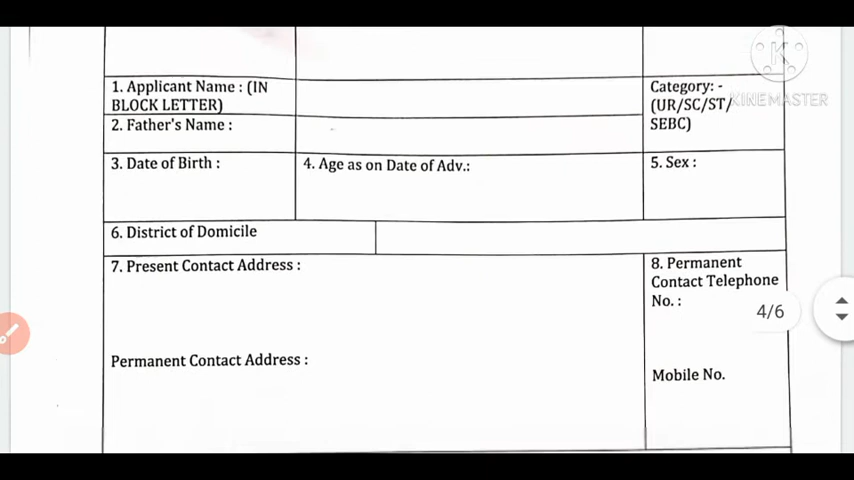 1. Applicant Name : (IN
BLOCK LETTER)
Category: -
(UR/SC/ST/
SEBC)
KINEMASTER
2. Father's Name :
3. Date of Birth :
4. Age as on Date of Adv.:
5. Sex :
6. District of Domicile
7. Present Contact Address :
8. Permanent
Contact Telephone
No. :
4/6
Permanent Contact Address :
Mobile No.